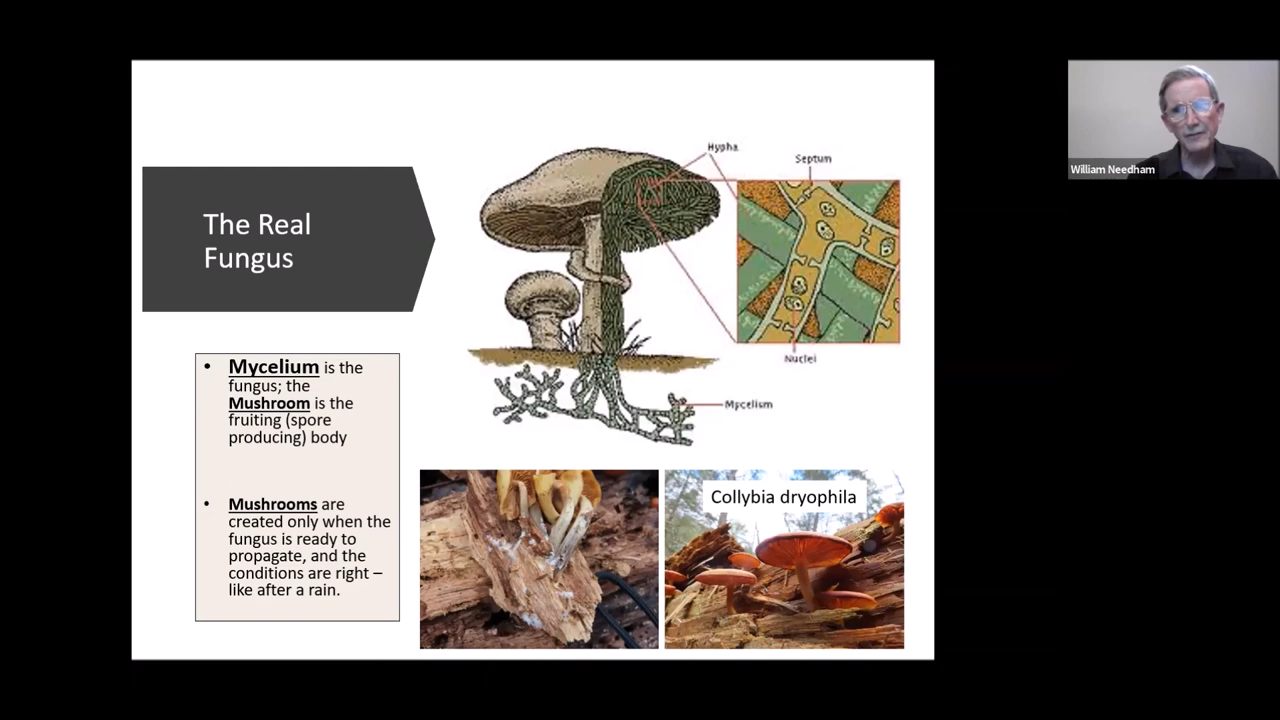 The Real
Fungus
• Mycelium is the
fungus; the
Mushroom is the
fruiting (spore
producing) body
• Mushrooms are
created only when the
fungus is ready to
propagate, and the
conditions are right –
like after a rain.
Hypha
Septum
Nuclei
Mycelium
Collybia dryophila
William Needham